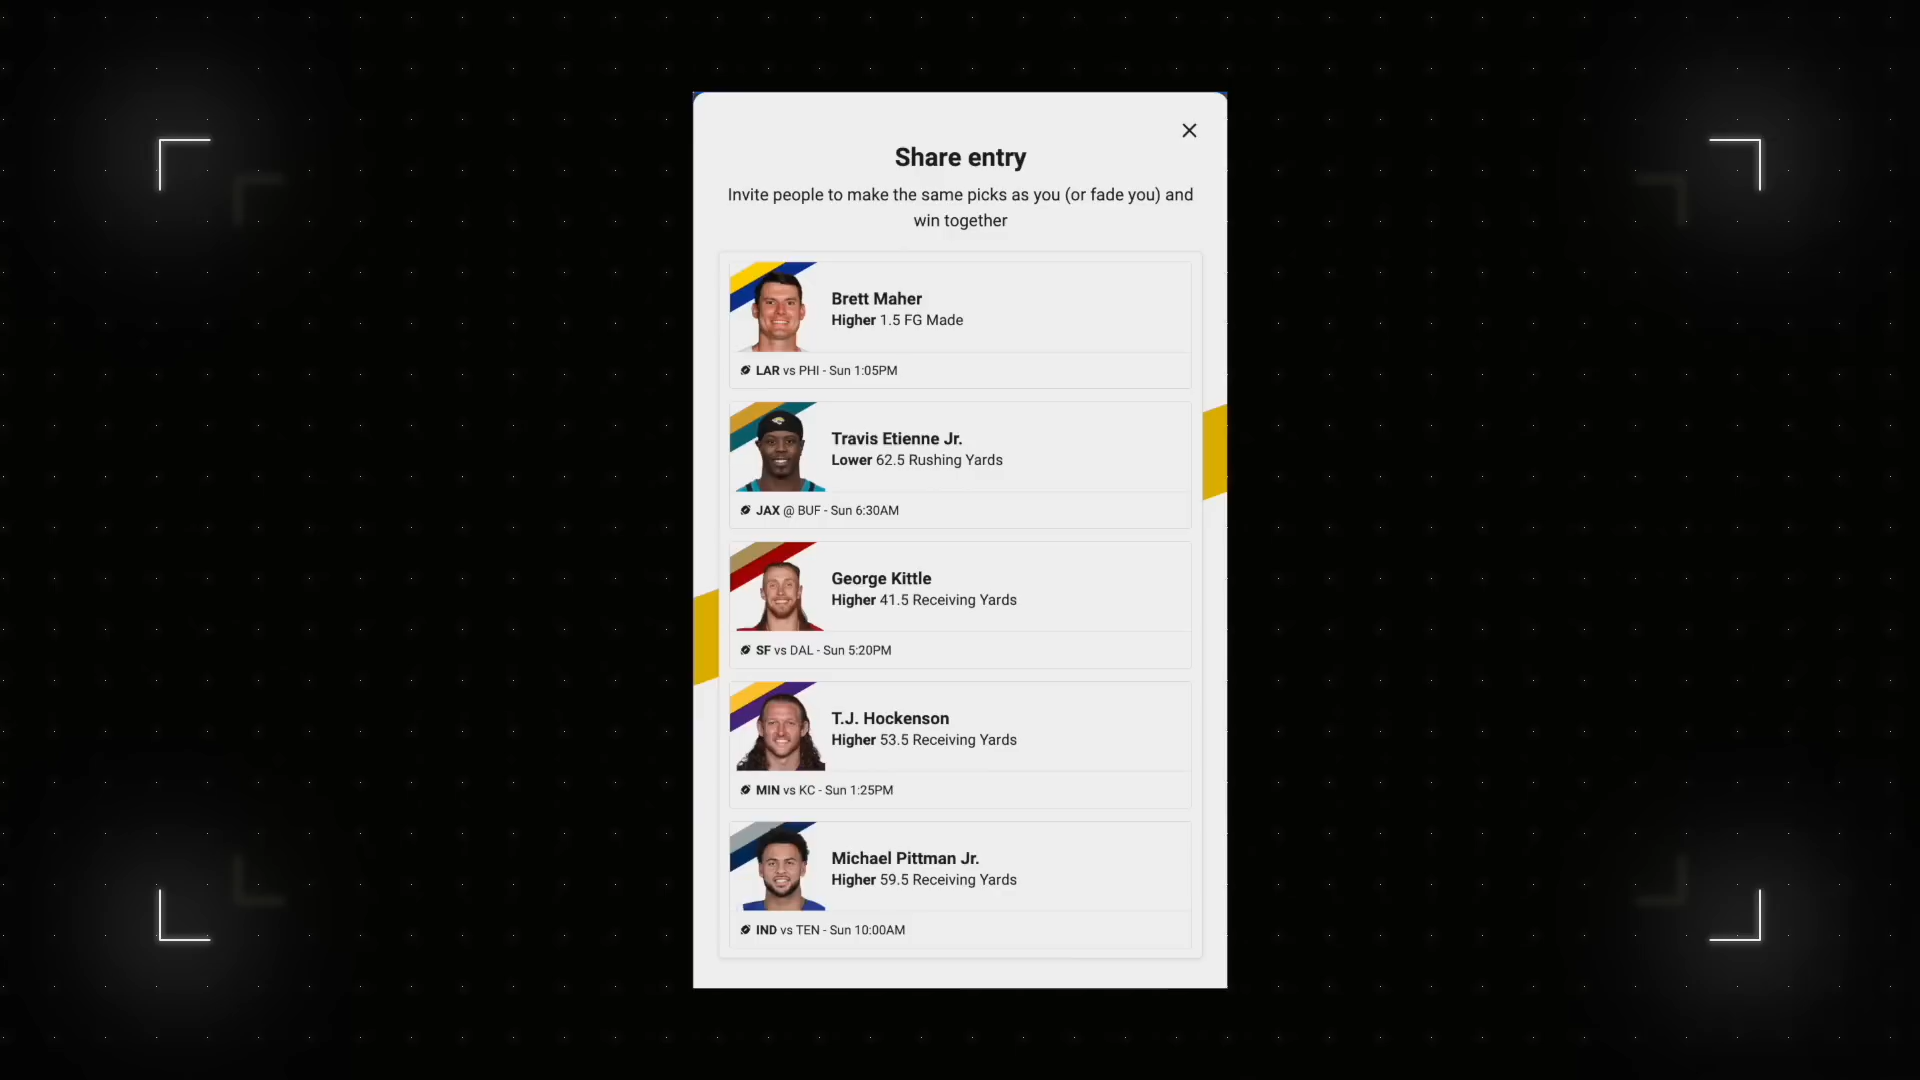 Share entry
Invite people to make the same picks as you (or fade you) and
win together
Brett Maher
Higher 1.5 FG Made
LAR vs PHI - Sun 1:05PM
Travis Etienne Jr.
Lower 62.5 Rushing Yards
JAX @ BUF - Sun 6:30AM
George Kittle
Higher 41.5 Receiving Yards
SF vs DAL - Sun 5:20PM
T.J. Hockenson
Higher 53.5 Receiving Yards
MIN vs KC - Sun 1:25PM
Michael Pittman Jr.
Higher 59.5 Receiving Yards
IND vs TEN - Sun 10:00AM